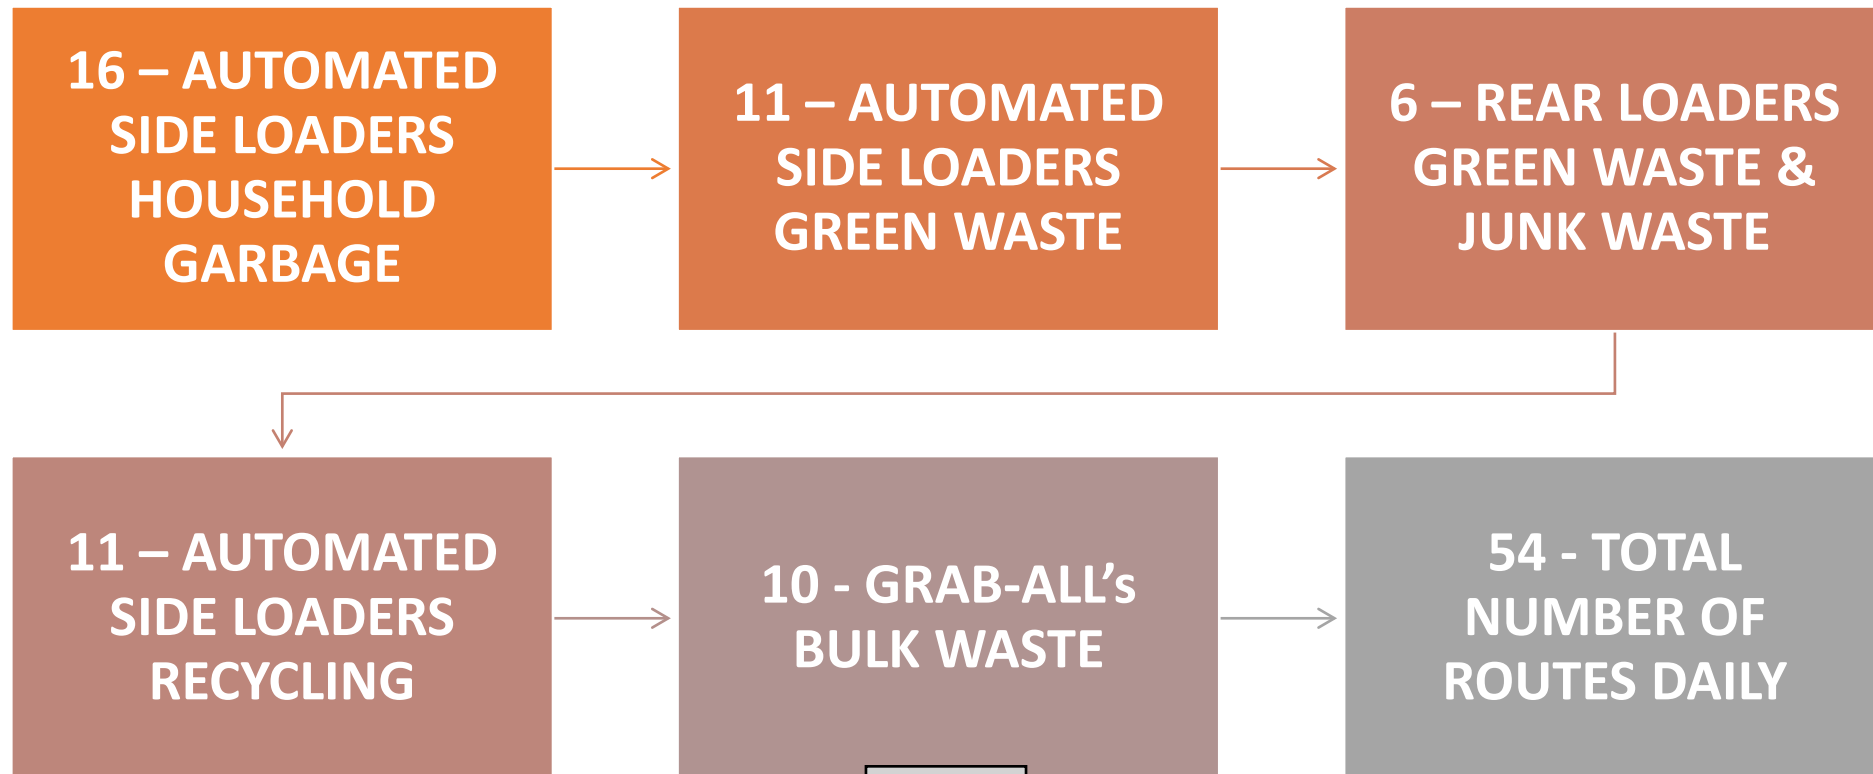 16 – AUTOMATED
SIDE LOADERS
HOUSEHOLD
GARBAGE
11 – AUTOMATED
SIDE LOADERS
GREEN WASTE
6 – REAR LOADERS
GREEN WASTE &
JUNK WASTE
11 – AUTOMATED
SIDE LOADERS
RECYCLING
10 - GRAB-ALL’s
BULK WASTE
54 - TOTAL
NUMBER OF
ROUTES DAILY